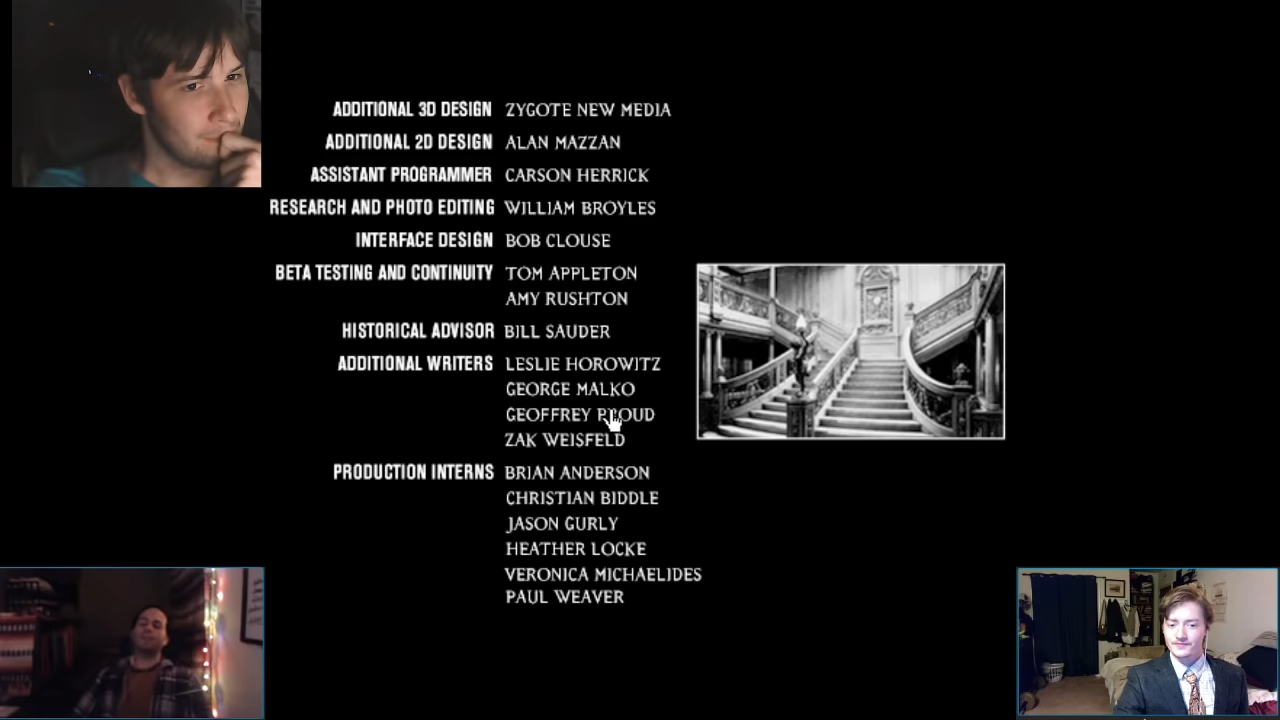 ADDITIONAL 3D DESIGN ZYGOTE NEW MEDIA
ADDITIONAL 2D DESIGN ALAN MAZZAN
ASSISTANT PROGRAMMER CARSON HERRICK
RESEARCH AND PHOTO EDITING WILLIAM BROYLES
INTERFACE DESIGN BOB CLOUSE
BETA TESTING AND CONTINUITY TOM APPLETON
AMY RUSHTON
HISTORICAL ADVISOR BILL SAUDER
ADDITIONAL WRITERS LESLIE HOROWITZ
GEORGE MALKO
GEOFFREY PROUD
ZAK WEISFELD
PRODUCTION INTERNS BRIAN ANDERSON
CHRISTIAN BIDDLE
JASON GURLY
HEATHER LOCKE
VERONICA MICHAELIDES
PAUL WEAVER